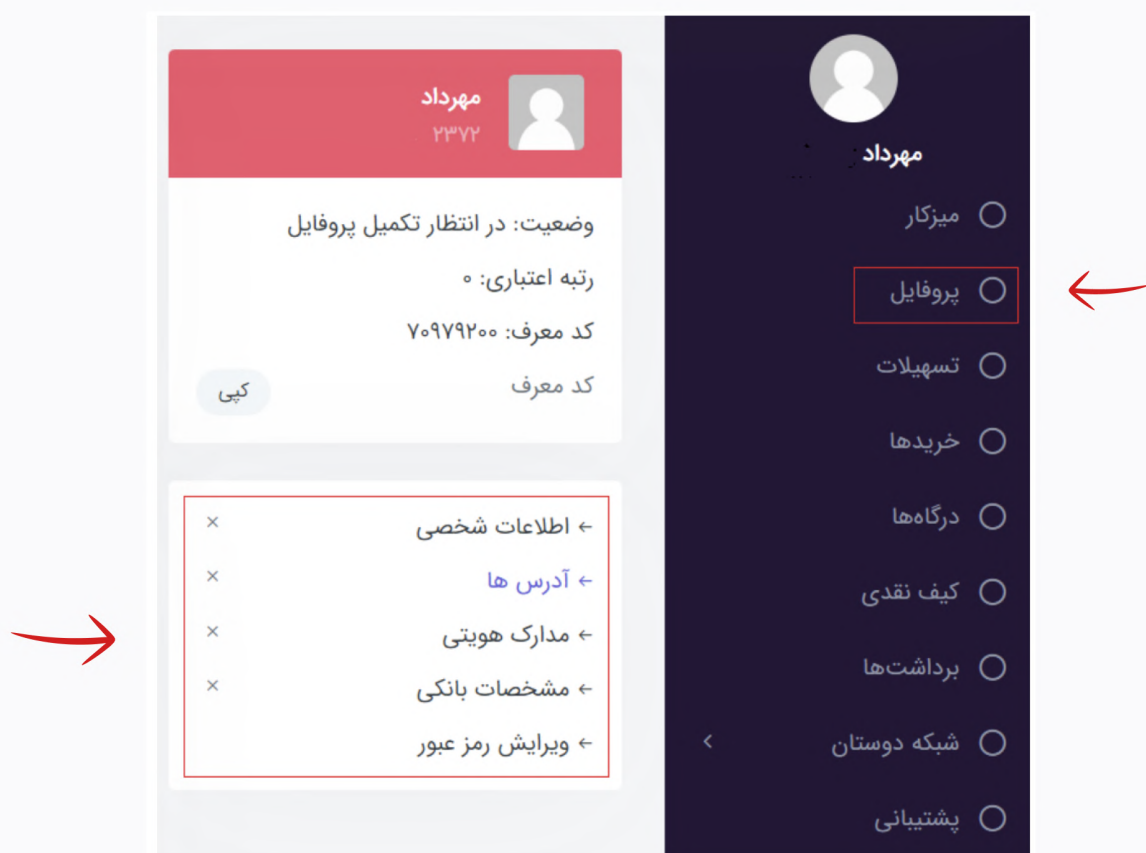 مهرداد
میزکار
پروفایل
تسهیلات
خریدها
درگاه‌ها
کیف نقدی
برداشت‌ها
شبکه دوستان
پشتیبانی
مهرداد
۲۳۷۲
وضعیت: در انتظار تکمیل پروفایل
رتبه اعتباری: ۰
کد معرف: ۷۰۹۷۹۲۰۰
کد معرف کپی
← اطلاعات شخصی ×
← آدرس ها ×
← مدارک هویتی ×
← مشخصات بانکی ×
← ویرایش رمز عبور